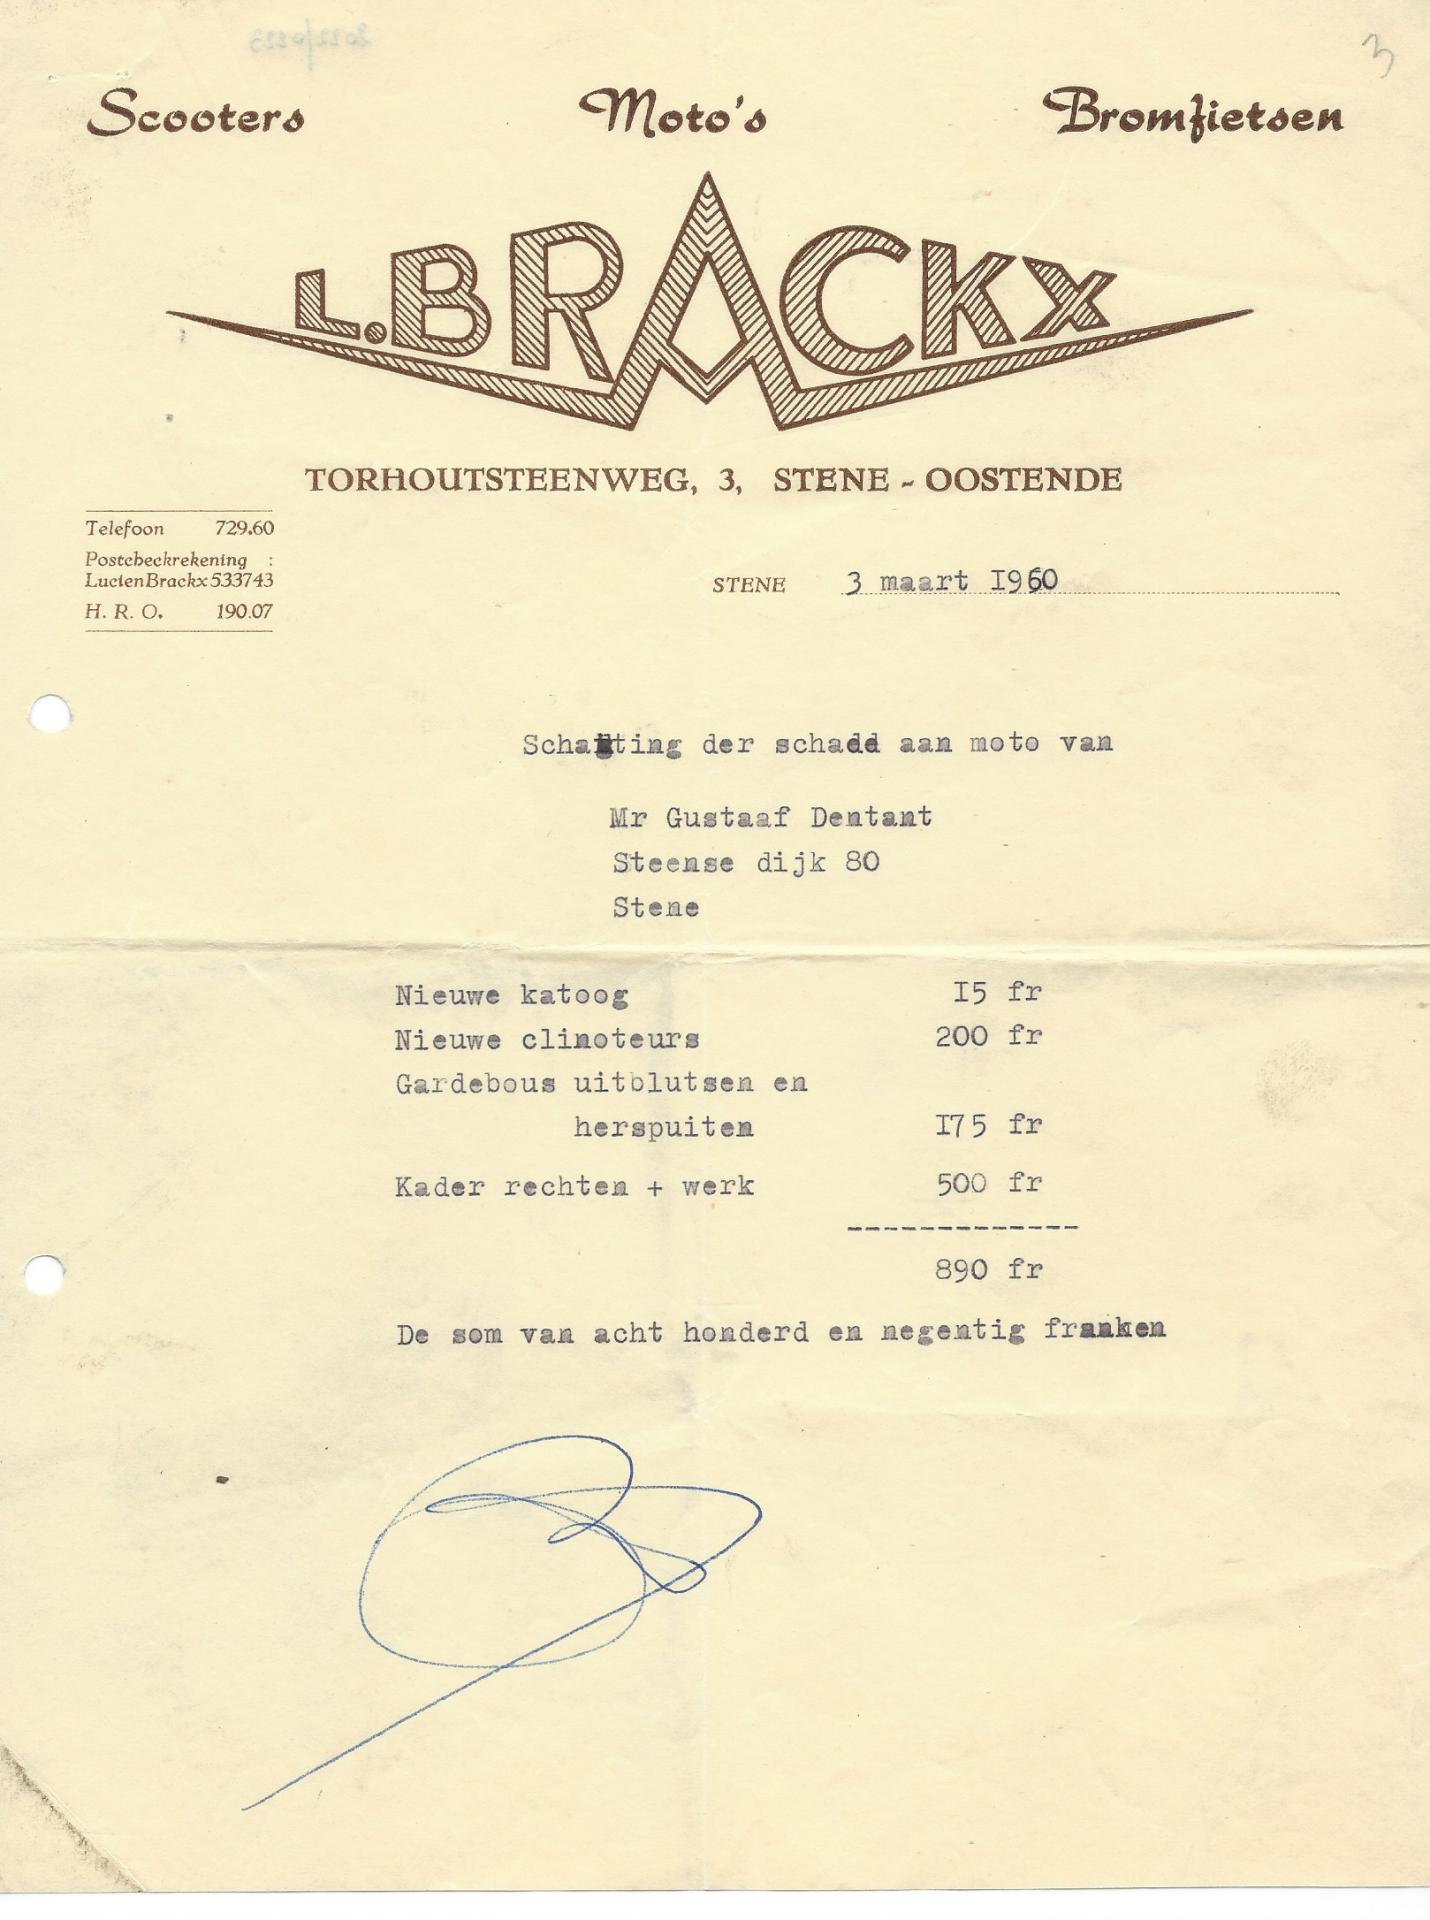 3
Scooters Moto's Bromfietsen
L. BRACKX
TORHOUTSTEENWEG, 3, STENE - OOSTENDE
Telefoon 729.60
Postcheckrekening :
Lucien Brackx 533743
H. R. O. 190.07
STENE 3 maart I960
Schatting der schadd aan moto van
Mr Gustaaf Dentant
Steense dijk 80
Stene
Nieuwe katoog I5 fr
Nieuwe clinoteurs 200 fr
Gardebous uitblutsen en
herspuiten I75 fr
Kader rechten + werk 500 fr
-------------
890 fr
De som van acht honderd en negentig franken